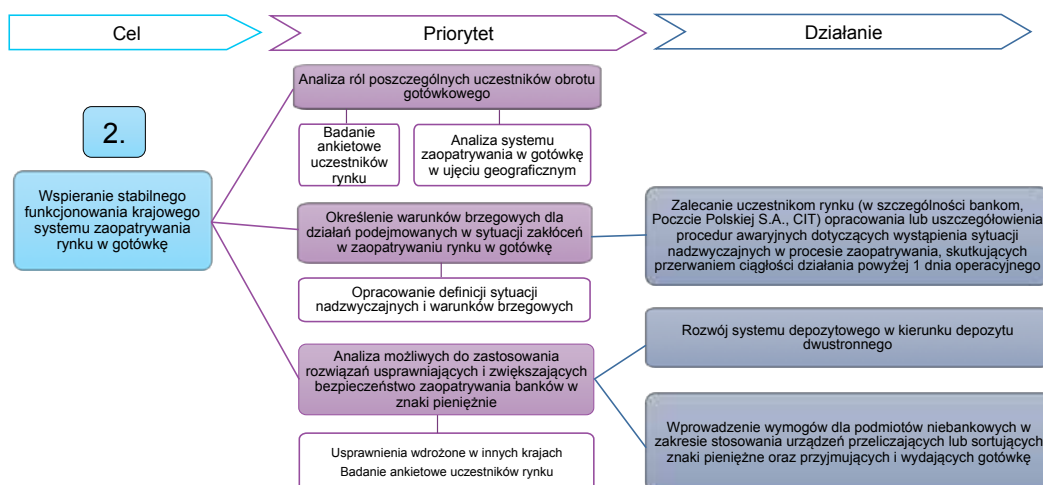 Cel
Priorytet
Działanie
2.
Wspieranie stabilnego
funkcjonowania krajowego
systemu zaopatrywania
rynku w gotówkę
Analiza ról poszczególnych uczestników obrotu
gotówkowego
Badanie
ankietowe
uczestników
rynku
Analiza systemu
zaopatrywania w gotówkę
w ujęciu geograficznym
Określenie warunków brzegowych dla
działań podejmowanych w sytuacji zakłóceń
w zaopatrywaniu rynku w gotówkę
Opracowanie definicji sytuacji
nadzwyczajnych i warunków brzegowych
Analiza możliwych do zastosowania
rozwiązań usprawniających i zwiększających
bezpieczeństwo zaopatrywania banków w
znaki pieniężnie
Usprawnienia wdrożone w innych krajach
Badanie ankietowe uczestników rynku
Zalecanie uczestnikom rynku (w szczególności bankom,
Poczcie Polskiej S.A., CIT) opracowania lub uszczegółowienia
procedur awaryjnych dotyczących wystąpienia sytuacji
nadzwyczajnych w procesie zaopatrywania, skutkujących
przerwaniem ciągłości działania powyżej 1 dnia operacyjnego
Rozwój systemu depozytowego w kierunku depozytu
dwustronnego
Wprowadzenie wymogów dla podmiotów niebankowych w
zakresie stosowania urządzeń przeliczających lub sortujących
znaki pieniężne oraz przyjmujących i wydających gotówkę